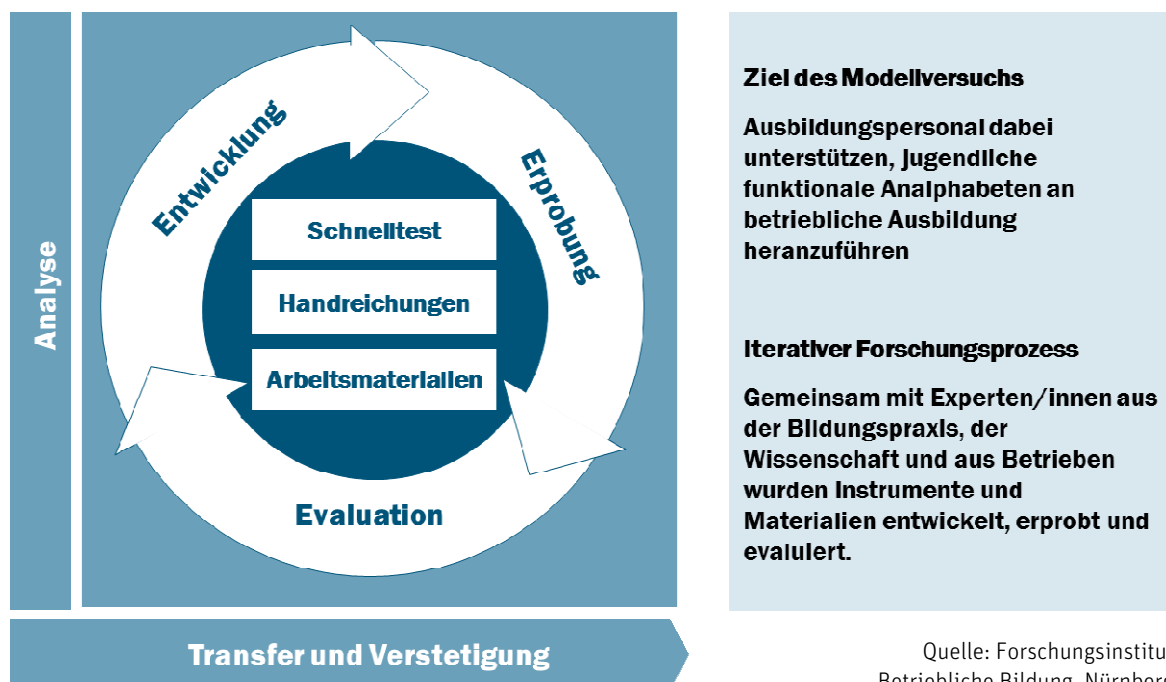 Analyse
Entwicklung
Erprobung
Evaluation
Schnelltest
Handreichungen
Arbeitsmaterialien
Transfer und Verstetigung
Ziel des Modellversuchs
Ausbildungspersonal dabei
unterstützen, jugendliche
funktionale Analphabeten an
betriebliche Ausbildung
heranzuführen
Iterativer Forschungsprozess
Gemeinsam mit Experten/innen aus
der Bildungspraxis, der
Wissenschaft und aus Betrieben
wurden Instrumente und
Materialien entwickelt, erprobt und
evaluiert.
Quelle: Forschungsinstitu
Betriebliche Bildung, Nürnberg